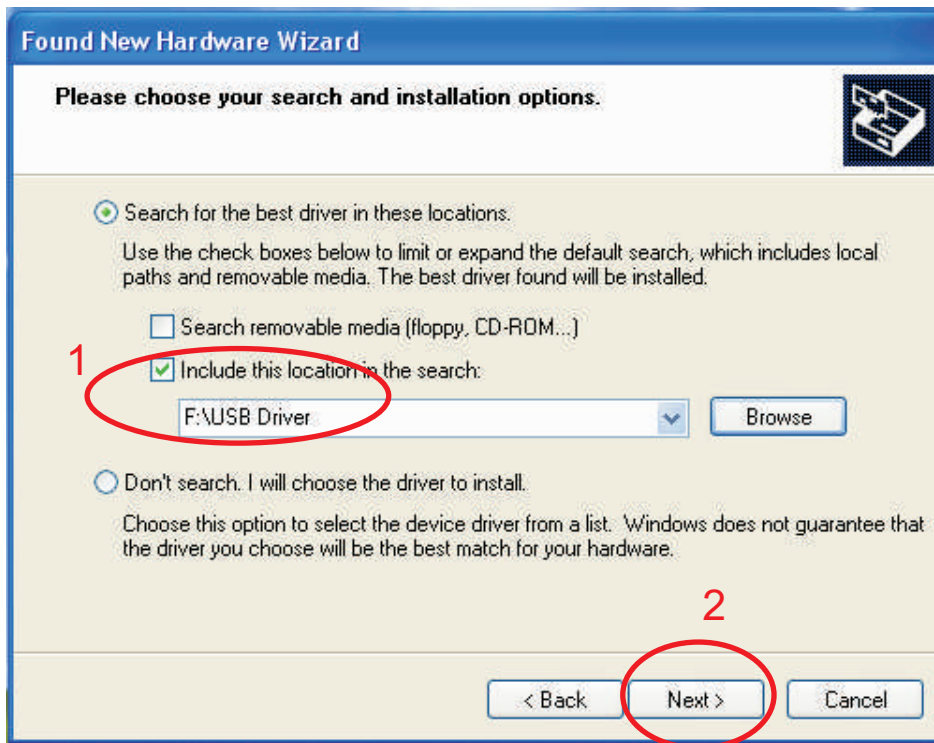 Found New Hardware Wizard
Please choose your search and installation options.
Search for the best driver in these locations.
Use the check boxes below to limit or expand the default search, which includes local
paths and removable media. The best driver found will be installed.
Search removable media (floppy, CD-ROM...)
1
Include this location in the search:
F:\USB Driver
Browse
Don't search. I will choose the driver to install.
Choose this option to select the device driver from a list. Windows does not guarantee that
the driver you choose will be the best match for your hardware.
2
< Back
Next >
Cancel